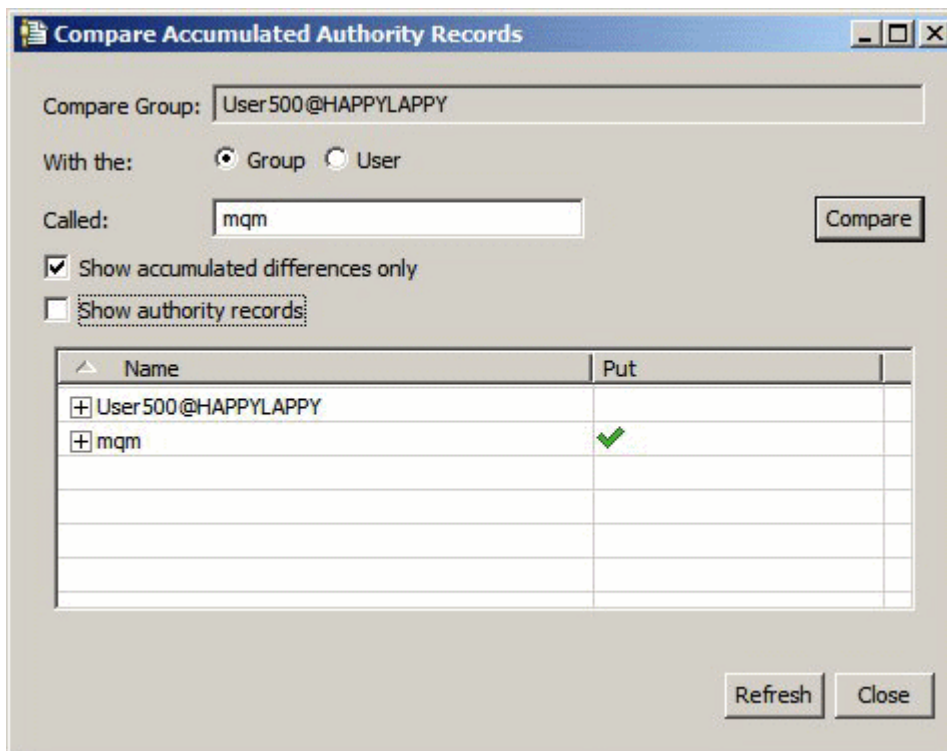 Compare Accumulated Authority Records
Compare Group: User500@HAPPYLAPPY
With the: Group User
Called: mqm Compare
Show accumulated differences only
Show authority records
Name Put
User500@HAPPYLAPPY
mqm
Refresh Close